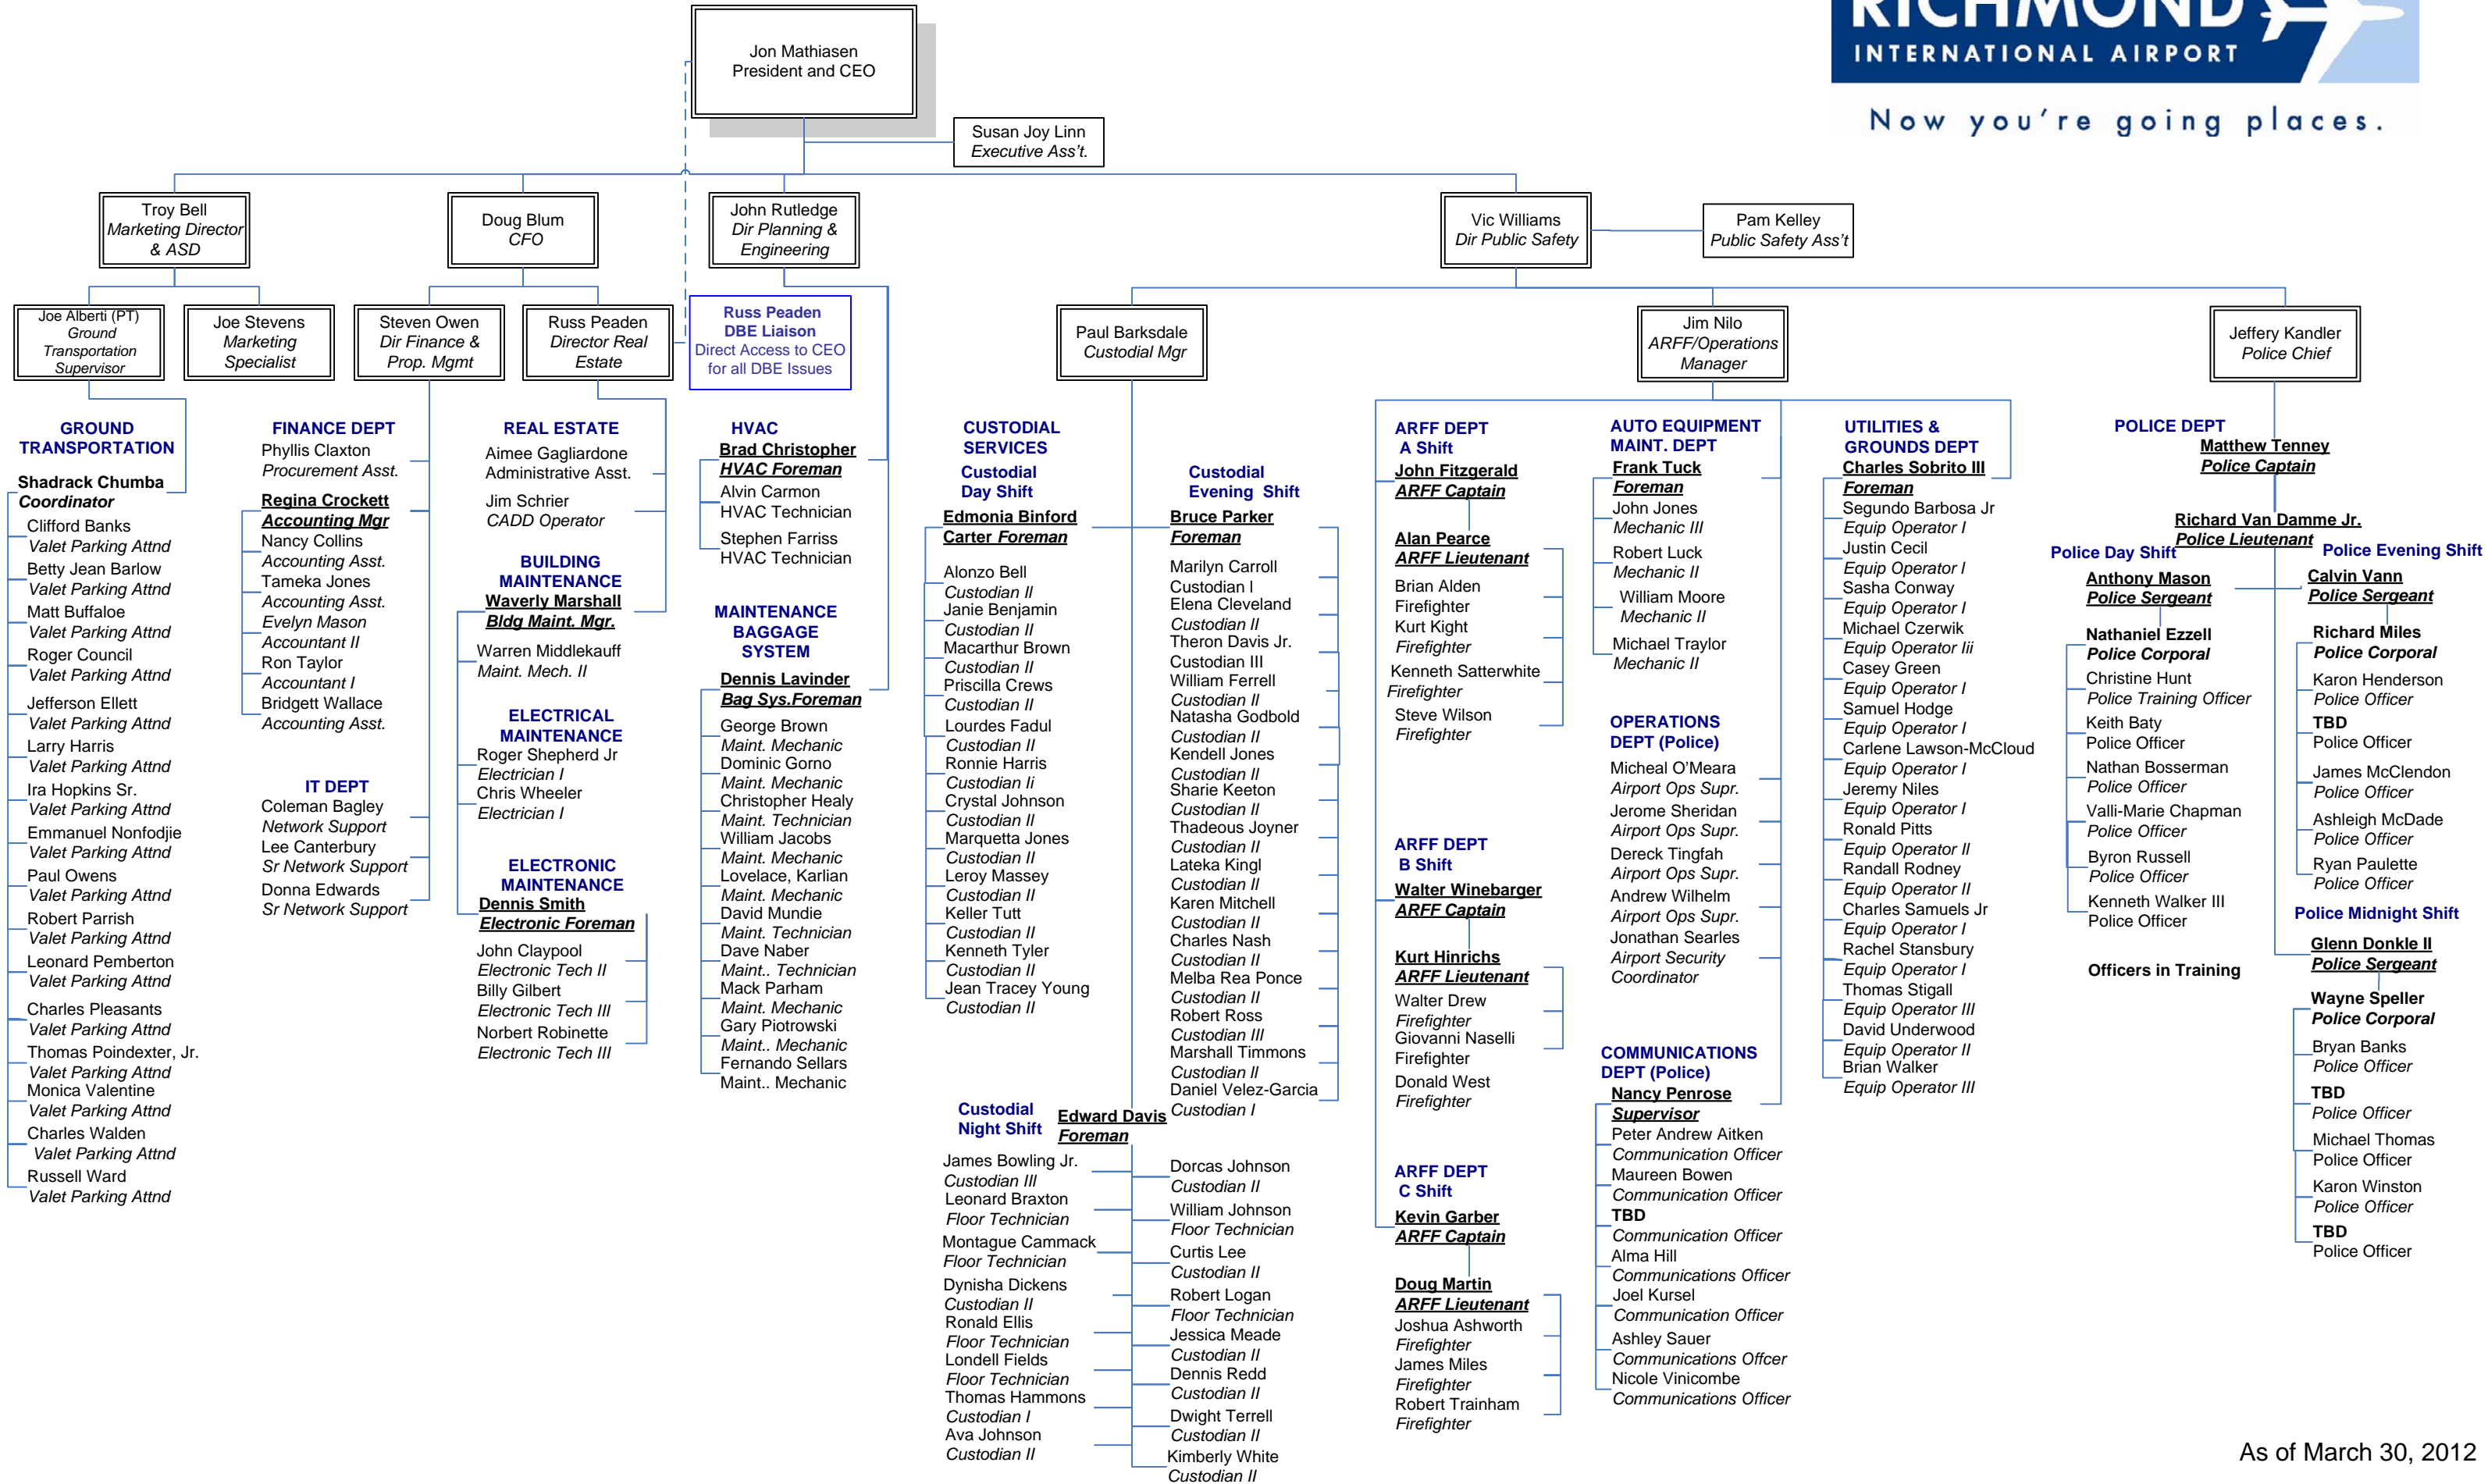 RICHMOND
INTERNATIONAL AIRPORT
Now you're going places.
Jon Mathiasen
President and CEO
Susan Joy Linn
Executive Ass't.
Troy Bell
Marketing Director
& ASD
Doug Blum
CFO
John Rutledge
Dir Planning &
Engineering
Vic Williams
Dir Public Safety
Pam Kelley
Public Safety Ass't
Joe Alberti (PT)
Ground
Transportation
Supervisor
Joe Stevens
Marketing
Specialist
Steven Owen
Dir Finance &
Prop. Mgmt
Russ Peaden
Director Real
Estate
Russ Peaden
DBE Liaison
Direct Access to CEO
for all DBE Issues
Paul Barksdale
Custodial Mgr
Jim Nilo
ARFF/Operations
Manager
Jeffery Kandler
Police Chief
GROUND
TRANSPORTATION
Shadrack Chumba
Coordinator
Clifford Banks
Valet Parking Attnd
Betty Jean Barlow
Valet Parking Attnd
Matt Buffaloe
Valet Parking Attnd
Roger Council
Valet Parking Attnd
Jefferson Ellett
Valet Parking Attnd
Larry Harris
Valet Parking Attnd
Ira Hopkins Sr.
Valet Parking Attnd
Emmanuel Nonfodjie
Valet Parking Attnd
Paul Owens
Valet Parking Attnd
Robert Parrish
Valet Parking Attnd
Leonard Pemberton
Valet Parking Attnd
Charles Pleasants
Valet Parking Attnd
Thomas Poindexter, Jr.
Valet Parking Attnd
Monica Valentine
Valet Parking Attnd
Charles Walden
Valet Parking Attnd
Russell Ward
Valet Parking Attnd
FINANCE DEPT
Phyllis Claxton
Procurement Asst.
Regina Crockett
Accounting Mgr
Nancy Collins
Accounting Asst.
Tameka Jones
Accounting Asst.
Evelyn Mason
Accountant II
Ron Taylor
Accountant I
Bridgett Wallace
Accounting Asst.
IT DEPT
Coleman Bagley
Network Support
Lee Canterbury
Sr Network Support
Donna Edwards
Sr Network Support
REAL ESTATE
Aimee Gagliardone
Administrative Asst.
Jim Schrier
CADD Operator
BUILDING
MAINTENANCE
Waverly Marshall
Bldg Maint. Mgr.
Warren Middlekauff
Maint. Mech. II
ELECTRICAL
MAINTENANCE
Roger Shepherd Jr
Electrician I
Chris Wheeler
Electrician I
ELECTRONIC
MAINTENANCE
Dennis Smith
Electronic Foreman
John Claypool
Electronic Tech II
Billy Gilbert
Electronic Tech III
Norbert Robinette
Electronic Tech III
HVAC
Brad Christopher
HVAC Foreman
Alvin Carmon
HVAC Technician
Stephen Farriss
HVAC Technician
MAINTENANCE
BAGGAGE
SYSTEM
Dennis Lavinder
Bag Sys.Foreman
George Brown
Maint. Mechanic
Dominic Gorno
Maint. Mechanic
Christopher Healy
Maint. Technician
William Jacobs
Maint. Mechanic
Lovelace, Karlian
Maint. Mechanic
David Mundie
Maint. Technician
Dave Naber
Maint.. Technician
Mack Parham
Maint. Mechanic
Gary Piotrowski
Maint.. Mechanic
Fernando Sellars
Maint.. Mechanic
CUSTODIAL
SERVICES
Custodial
Day Shift
Edmonia Binford
Carter Foreman
Alonzo Bell
Custodian II
Janie Benjamin
Custodian II
Macarthur Brown
Custodian II
Priscilla Crews
Custodian II
Lourdes Fadul
Custodian II
Ronnie Harris
Custodian Ii
Crystal Johnson
Custodian II
Marquetta Jones
Custodian II
Leroy Massey
Custodian II
Keller Tutt
Custodian II
Kenneth Tyler
Custodian II
Jean Tracey Young
Custodian II
Custodial
Evening Shift
Bruce Parker
Foreman
Marilyn Carroll
Custodian I
Elena Cleveland
Custodian II
Theron Davis Jr.
Custodian III
William Ferrell
Custodian II
Natasha Godbold
Custodian II
Kendell Jones
Custodian II
Sharie Keeton
Custodian II
Thadeous Joyner
Custodian II
Lateka Kingl
Custodian II
Karen Mitchell
Custodian II
Charles Nash
Custodian II
Melba Rea Ponce
Custodian II
Robert Ross
Custodian III
Marshall Timmons
Custodian II
Daniel Velez-Garcia
Custodian I
Custodial
Night Shift
Edward Davis
Foreman
James Bowling Jr.
Custodian III
Leonard Braxton
Floor Technician
Montague Cammack
Floor Technician
Dynisha Dickens
Custodian II
Ronald Ellis
Floor Technician
Londell Fields
Floor Technician
Thomas Hammons
Custodian I
Ava Johnson
Custodian II
Dorcas Johnson
Custodian II
William Johnson
Floor Technician
Curtis Lee
Custodian II
Robert Logan
Floor Technician
Jessica Meade
Custodian II
Dennis Redd
Custodian II
Dwight Terrell
Custodian II
Kimberly White
Custodian II
ARFF DEPT
A Shift
John Fitzgerald
ARFF Captain
Alan Pearce
ARFF Lieutenant
Brian Alden
Firefighter
Kurt Kight
Firefighter
Kenneth Satterwhite
Firefighter
Steve Wilson
Firefighter
ARFF DEPT
B Shift
Walter Winebarger
ARFF Captain
Kurt Hinrichs
ARFF Lieutenant
Walter Drew
Firefighter
Giovanni Naselli
Firefighter
Donald West
Firefighter
ARFF DEPT
C Shift
Kevin Garber
ARFF Captain
Doug Martin
ARFF Lieutenant
Joshua Ashworth
Firefighter
James Miles
Firefighter
Robert Trainham
Firefighter
AUTO EQUIPMENT
MAINT. DEPT
Frank Tuck
Foreman
John Jones
Mechanic III
Robert Luck
Mechanic II
William Moore
Mechanic II
Michael Traylor
Mechanic II
OPERATIONS
DEPT (Police)
Micheal O'Meara
Airport Ops Supr.
Jerome Sheridan
Airport Ops Supr.
Dereck Tingfah
Airport Ops Supr.
Andrew Wilhelm
Airport Ops Supr.
Jonathan Searles
Airport Security
Coordinator
COMMUNICATIONS
DEPT (Police)
Nancy Penrose
Supervisor
Peter Andrew Aitken
Communication Officer
Maureen Bowen
Communication Officer
TBD
Communication Officer
Alma Hill
Communications Officer
Joel Kursel
Communication Officer
Ashley Sauer
Communications Offcer
Nicole Vinicombe
Communications Officer
UTILITIES &
GROUNDS DEPT
Charles Sobrito III
Foreman
Segundo Barbosa Jr
Equip Operator I
Justin Cecil
Equip Operator I
Sasha Conway
Equip Operator I
Michael Czerwik
Equip Operator Iii
Casey Green
Equip Operator I
Samuel Hodge
Equip Operator I
Carlene Lawson-McCloud
Equip Operator I
Jeremy Niles
Equip Operator I
Ronald Pitts
Equip Operator II
Randall Rodney
Equip Operator II
Charles Samuels Jr
Equip Operator I
Rachel Stansbury
Equip Operator I
Thomas Stigall
Equip Operator III
David Underwood
Equip Operator II
Brian Walker
Equip Operator III
POLICE DEPT
Matthew Tenney
Police Captain
Richard Van Damme Jr.
Police Lieutenant
Police Day Shift
Anthony Mason
Police Sergeant
Nathaniel Ezzell
Police Corporal
Christine Hunt
Police Training Officer
Keith Baty
Police Officer
Nathan Bosserman
Police Officer
Valli-Marie Chapman
Police Officer
Byron Russell
Police Officer
Kenneth Walker III
Police Officer
Officers in Training
Police Evening Shift
Calvin Vann
Police Sergeant
Richard Miles
Police Corporal
Karon Henderson
Police Officer
TBD
Police Officer
James McClendon
Police Officer
Ashleigh McDade
Police Officer
Ryan Paulette
Police Officer
Police Midnight Shift
Glenn Donkle II
Police Sergeant
Wayne Speller
Police Corporal
Bryan Banks
Police Officer
TBD
Police Officer
Michael Thomas
Police Officer
Karon Winston
Police Officer
TBD
Police Officer
As of March 30, 2012